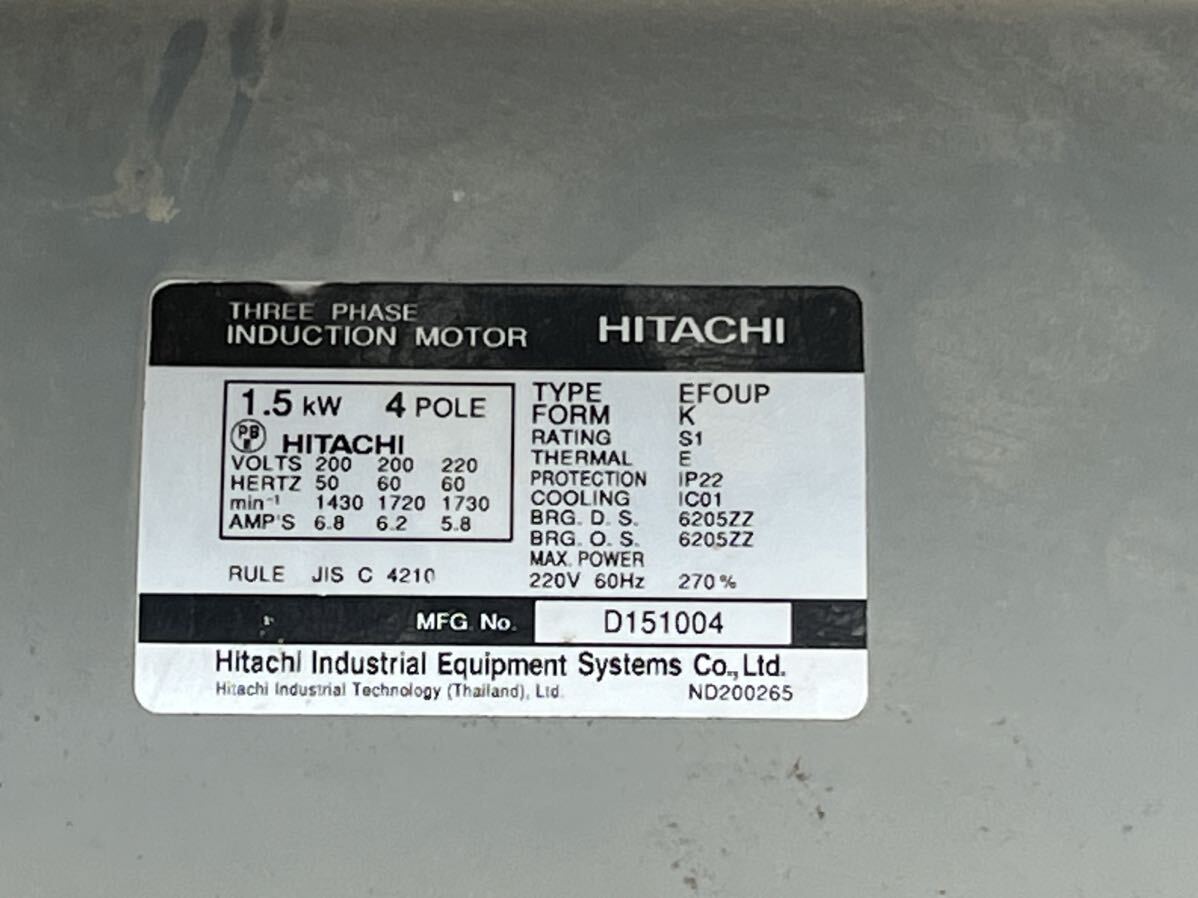 THREE PHASE
INDUCTION MOTOR HITACHI
1.5 kW 4 POLE
PB HITACHI
VOLTS 200 200 220
HERTZ 50 60 60
min⁻¹ 1430 1720 1730
AMP'S 6.8 6.2 5.8
RULE JIS C 4210
TYPE EFOUP
FORM K
RATING S1
THERMAL E
PROTECTION IP22
COOLING IC01
BRG. D. S. 6205ZZ
BRG. O. S. 6205ZZ
MAX. POWER
220V 60Hz 270%
MFG. No. D151004
Hitachi Industrial Equipment Systems Co., Ltd.
Hitachi Industrial Technology (Thailand), Ltd. ND200265